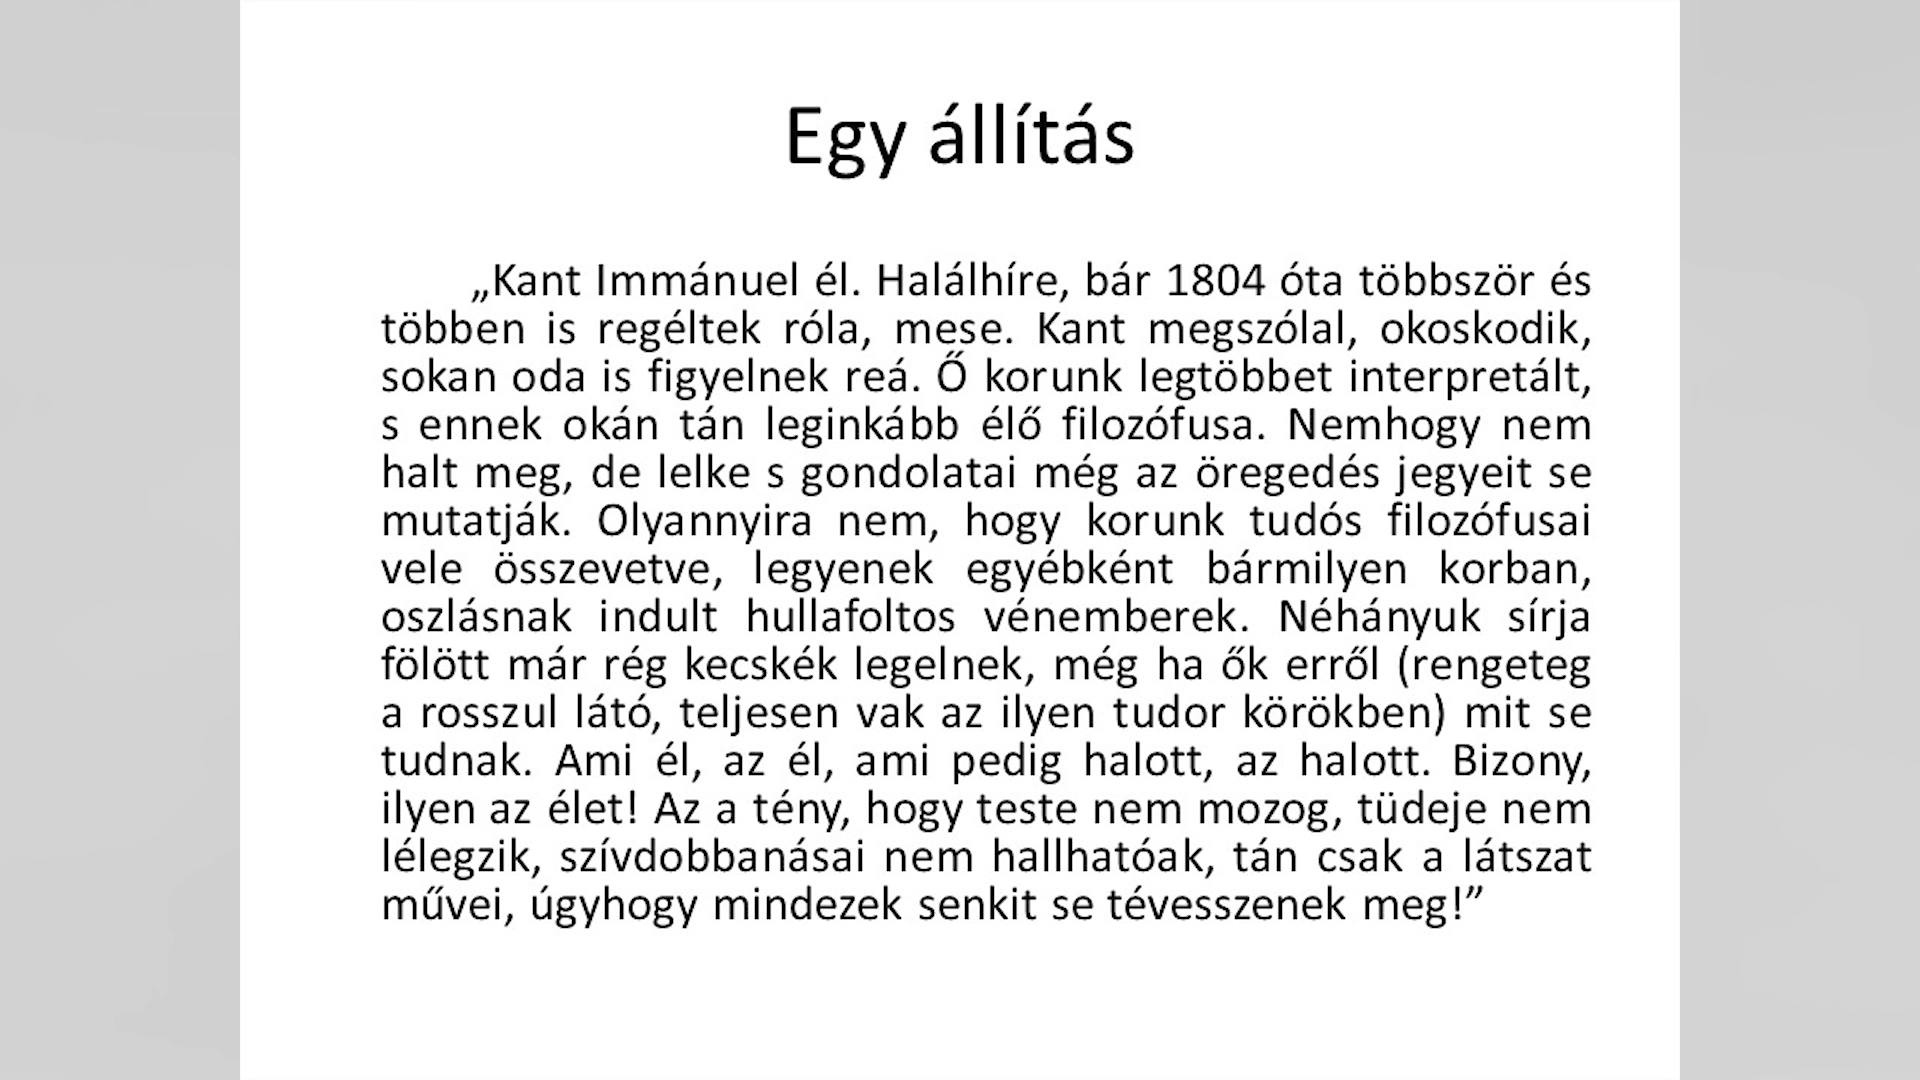 Egy állítás
„Kant Immánuel él. Halálhíre, bár 1804 óta többször és
többen is regéltek róla, mese. Kant megszólal, okoskodik,
sokan oda is figyelnek reá. Ő korunk legtöbbet interpretált,
s ennek okán tán leginkább élő filozófusa. Nemhogy nem
halt meg, de lelke s gondolatai még az öregedés jegyeit se
mutatják. Olyannyira nem, hogy korunk tudós filozófusai
vele összevetve, legyenek egyébként bármilyen korban,
oszlásnak indult hullafoltos vénemberek. Néhányuk sírja
fölött már rég kecskék legelnek, még ha ők erről (rengeteg
a rosszul látó, teljesen vak az ilyen tudor körökben) mit se
tudnak. Ami él, az él, ami pedig halott, az halott. Bizony,
ilyen az élet! Az a tény, hogy teste nem mozog, tüdeje nem
lélegzik, szívdobbanásai nem hallhatóak, tán csak a látszat
művei, úgyhogy mindezek senkit se tévesszenek meg!”